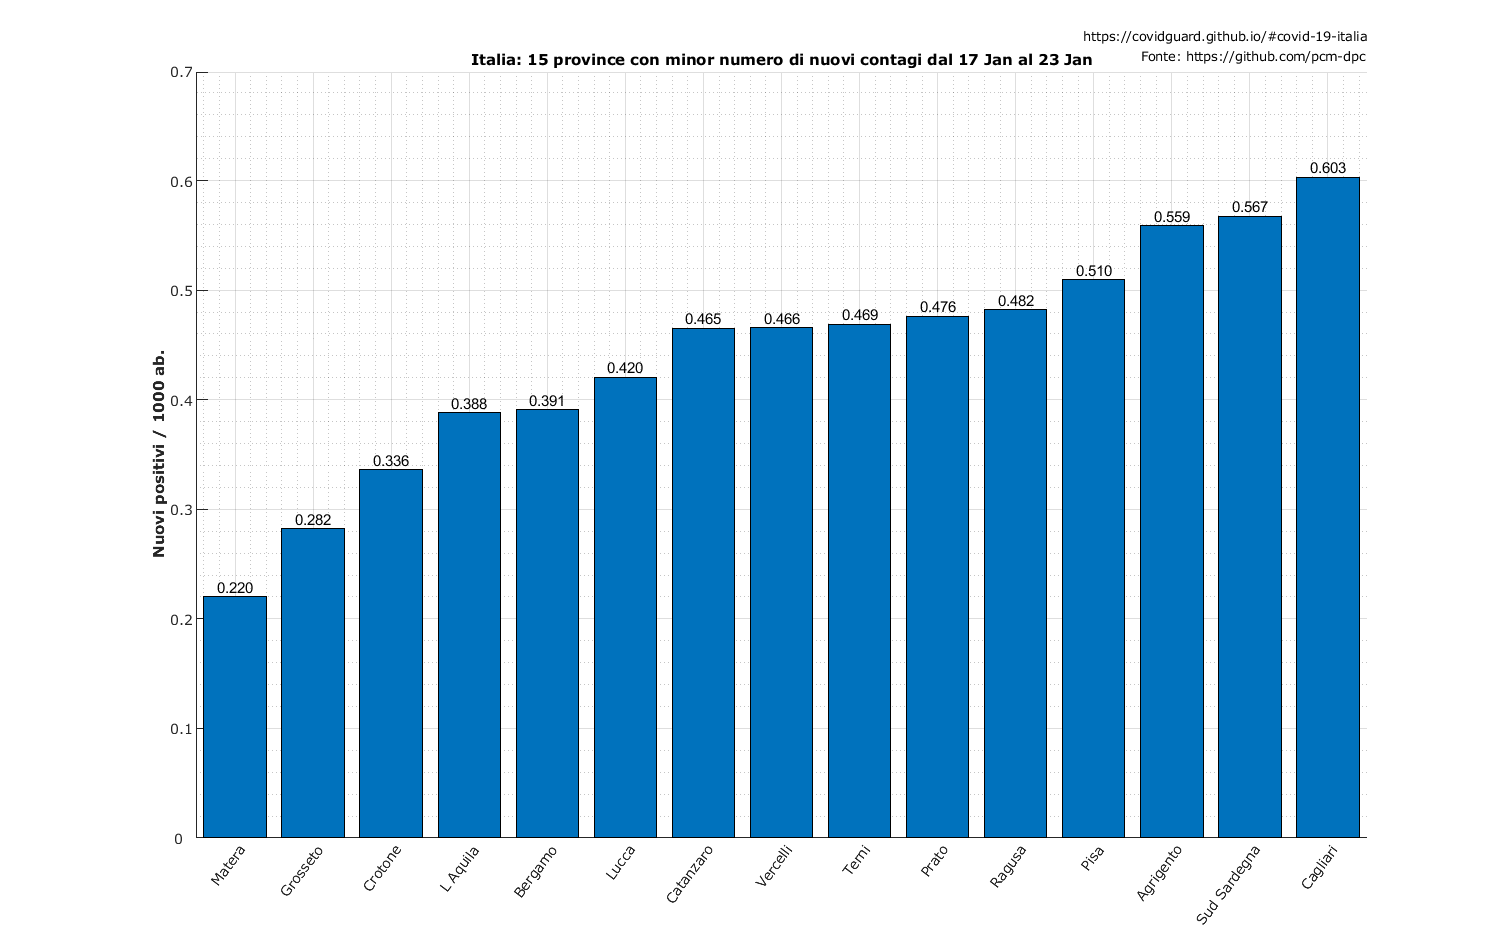 https://covidguard.github.io/#covid-19-italia
Fonte: https://github.com/pcm-dpc
Italia: 15 province con minor numero di nuovi contagi dal 17 Jan al 23 Jan
Nuovi positivi / 1000 ab.
0.7
0.6
0.5
0.4
0.3
0.2
0.1
0
0.220
0.282
0.336
0.388
0.391
0.420
0.465
0.466
0.469
0.476
0.482
0.510
0.559
0.567
0.603
Matera
Grosseto
Crotone
L Aquila
Bergamo
Lucca
Catanzaro
Vercelli
Terni
Prato
Ragusa
Pisa
Agrigento
Sud Sardegna
Cagliari